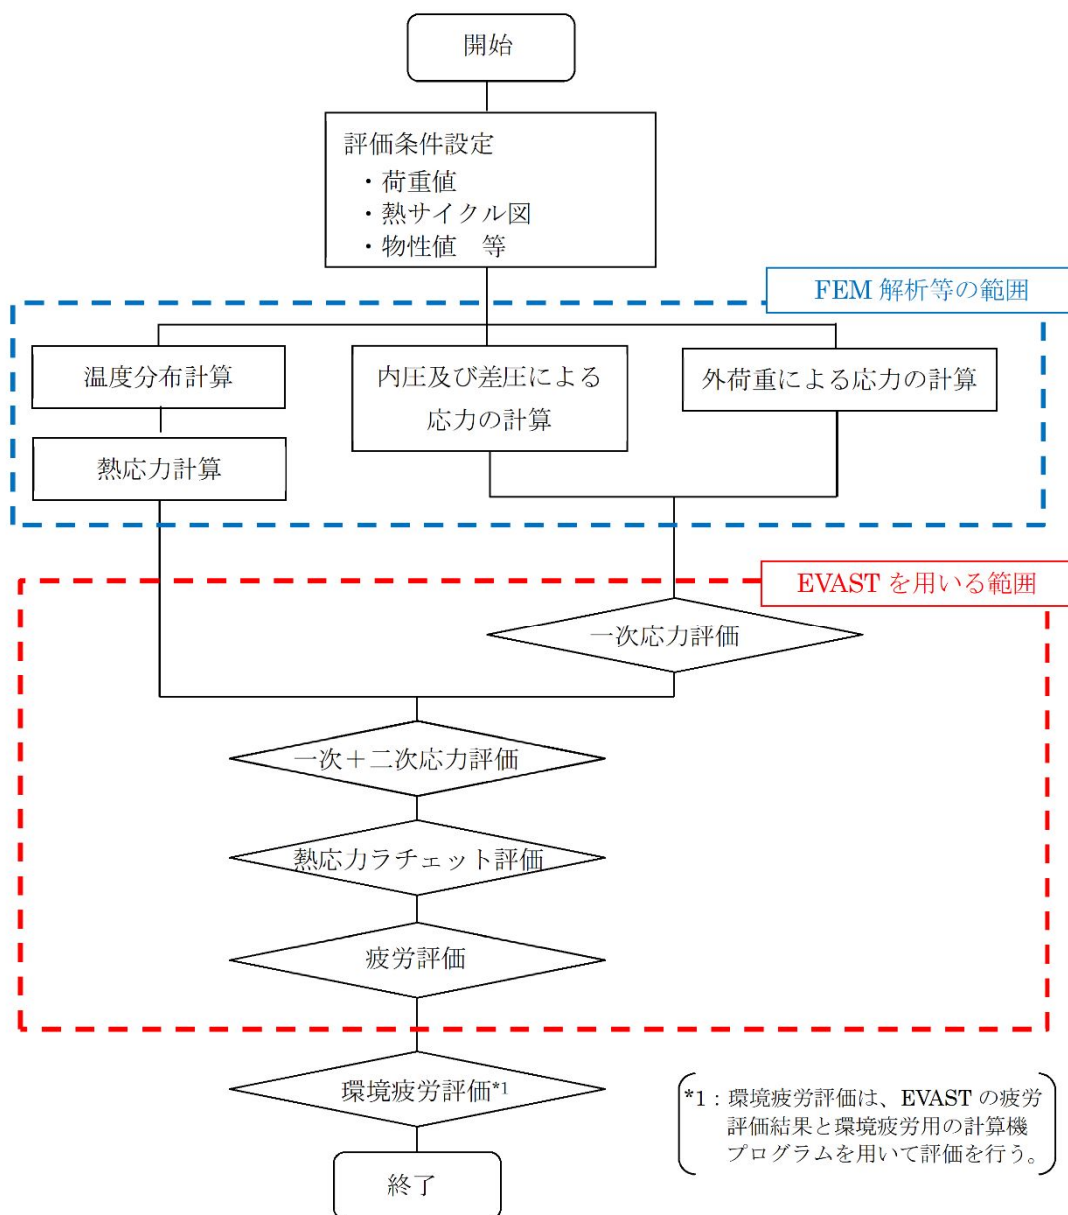 開始
評価条件設定
・荷重値
・熱サイクル図
・物性値　等
FEM 解析等の範囲
温度分布計算
内圧及び差圧による
応力の計算
外荷重による応力の計算
熱応力計算
EVAST を用いる範囲
一次応力評価
一次＋二次応力評価
熱応力ラチェット評価
疲労評価
環境疲労評価*1
*1：環境疲労評価は、EVAST の疲労
評価結果と環境疲労用の計算機
プログラムを用いて評価を行う。
終了